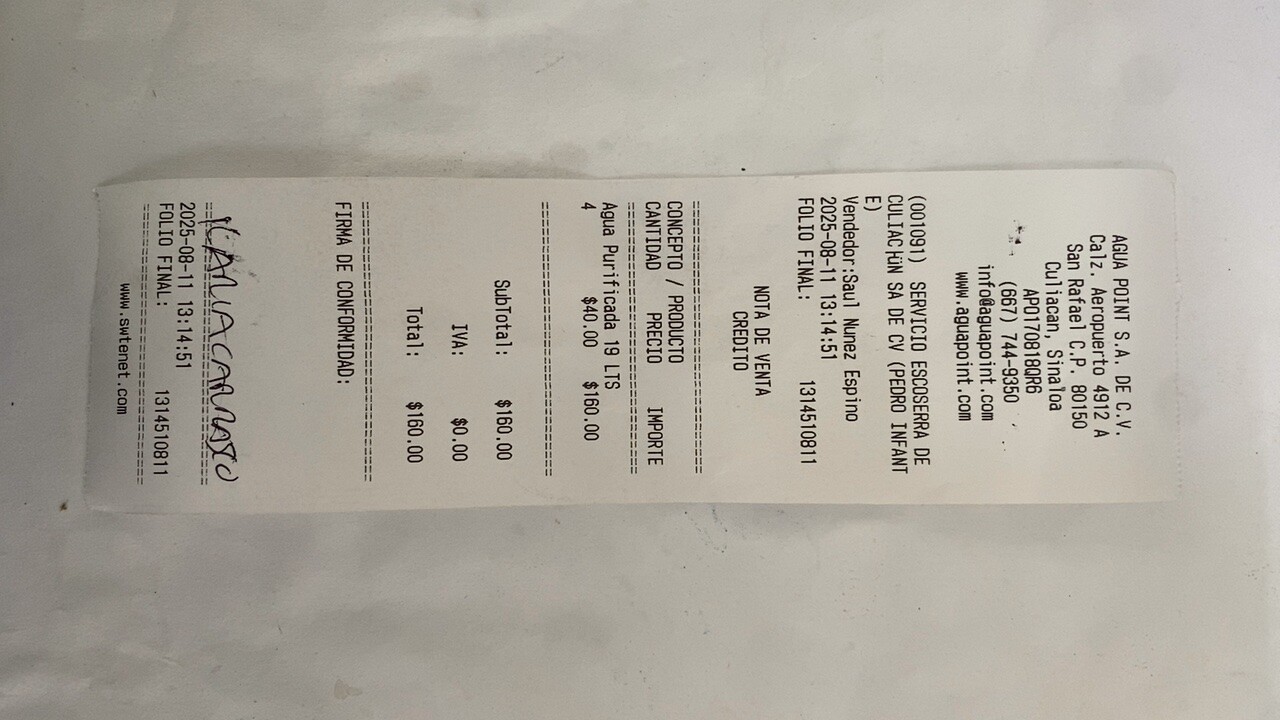 AGUA POINT S.A. DE C.V.
Calz. Aeropuerto 4912 A
San Rafael C.P. 80150
Culiacan, Sinaloa
APO170818QR6
(667) 744-9350
info@aguapoint.com
www.aguapoint.com
(001091) SERVICIO ESCOSERRA DE
CULIAC├ÜN SA DE CV (PEDRO INFANT
E)
Vendedor:Saul Nunez Espino
2025-08-11 13:14:51
FOLIO FINAL: 1314510811
NOTA DE VENTA
CREDITO
CONCEPTO / PRODUCTO
CANTIDAD PRECIO IMPORTE
Agua Purificada 19 LTS
4 $40.00 $160.00
SubTotal: $160.00
IVA: $0.00
Total: $160.00
FIRMA DE CONFORMIDAD:
2025-08-11 13:14:51
FOLIO FINAL: 1314510811
www.swtenet.com